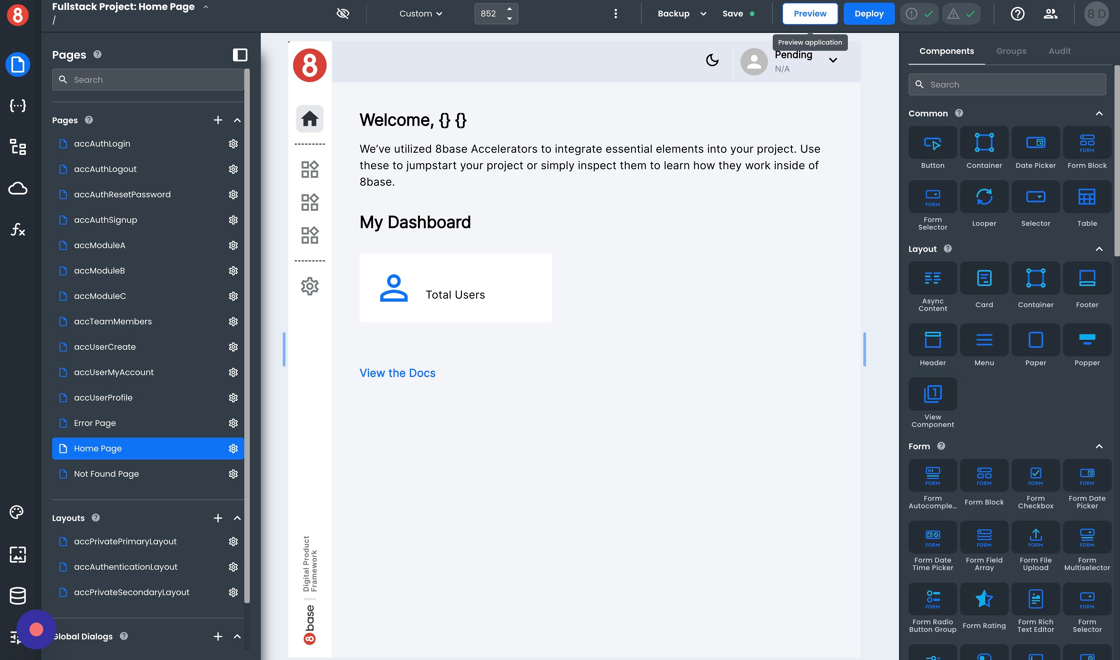 8
Fullstack Project: Home Page
/
Custom
852
Backup
Save
Preview
Deploy
8 D
Preview application
Pages
Search
Pages
accAuthLogin
accAuthLogout
accAuthResetPassword
accAuthSignup
accModuleA
accModuleB
accModuleC
accTeamMembers
accUserCreate
accUserMyAccount
accUserProfile
Error Page
Home Page
Not Found Page
Layouts
accPrivatePrimaryLayout
accAuthenticationLayout
accPrivateSecondaryLayout
Global Dialogs
8
Pending
N/A
Welcome, {} {}
We've utilized 8base Accelerators to integrate essential elements into your project. Use
these to jumpstart your project or simply inspect them to learn how they work inside of
8base.
My Dashboard
Total Users
View the Docs
Digital Product
Framework
8base
Components
Groups
Audit
Search
Common
Button
Container
Date Picker
Form Block
Form
Selector
Looper
Selector
Table
Layout
Async
Content
Card
Container
Footer
Header
Menu
Paper
Popper
View
Component
Form
Form
Autocomple...
Form Block
Form
Checkbox
Form Date
Picker
Form Date
Time Picker
Form Field
Array
Form File
Upload
Form
Multiselector
Form Radio
Button Group
Form Rating
Form Rich
Text Editor
Form
Selector